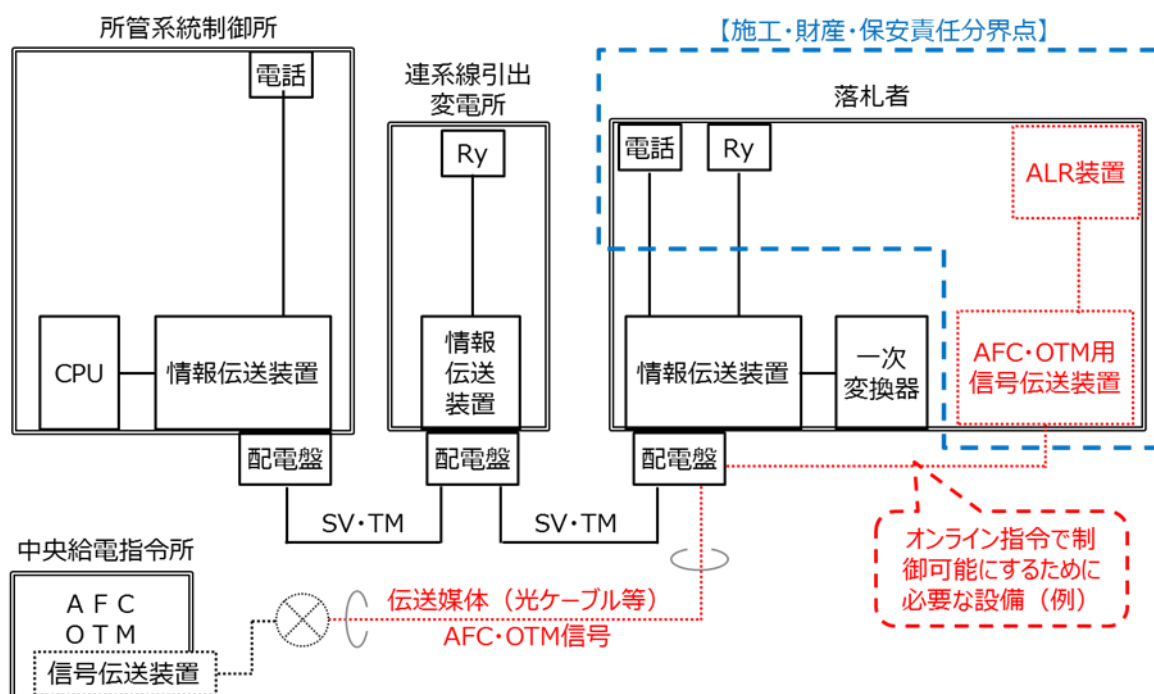 所管系統制御所
電話
CPU
情報伝送装置
配電盤
連系線引出
変電所
Ry
情報
伝送
装置
配電盤
【施工・財産・保安責任分界点】
落札者
電話
Ry
ALR装置
情報伝送装置
一次
変換器
AFC・OTM用
信号伝送装置
配電盤
SV・TM
SV・TM
オンライン指令で制
御可能にするために
必要な設備（例）
中央給電指令所
ＡＦＣ
ＯＴＭ
信号伝送装置
伝送媒体（光ケーブル等）
AFC・OTM信号